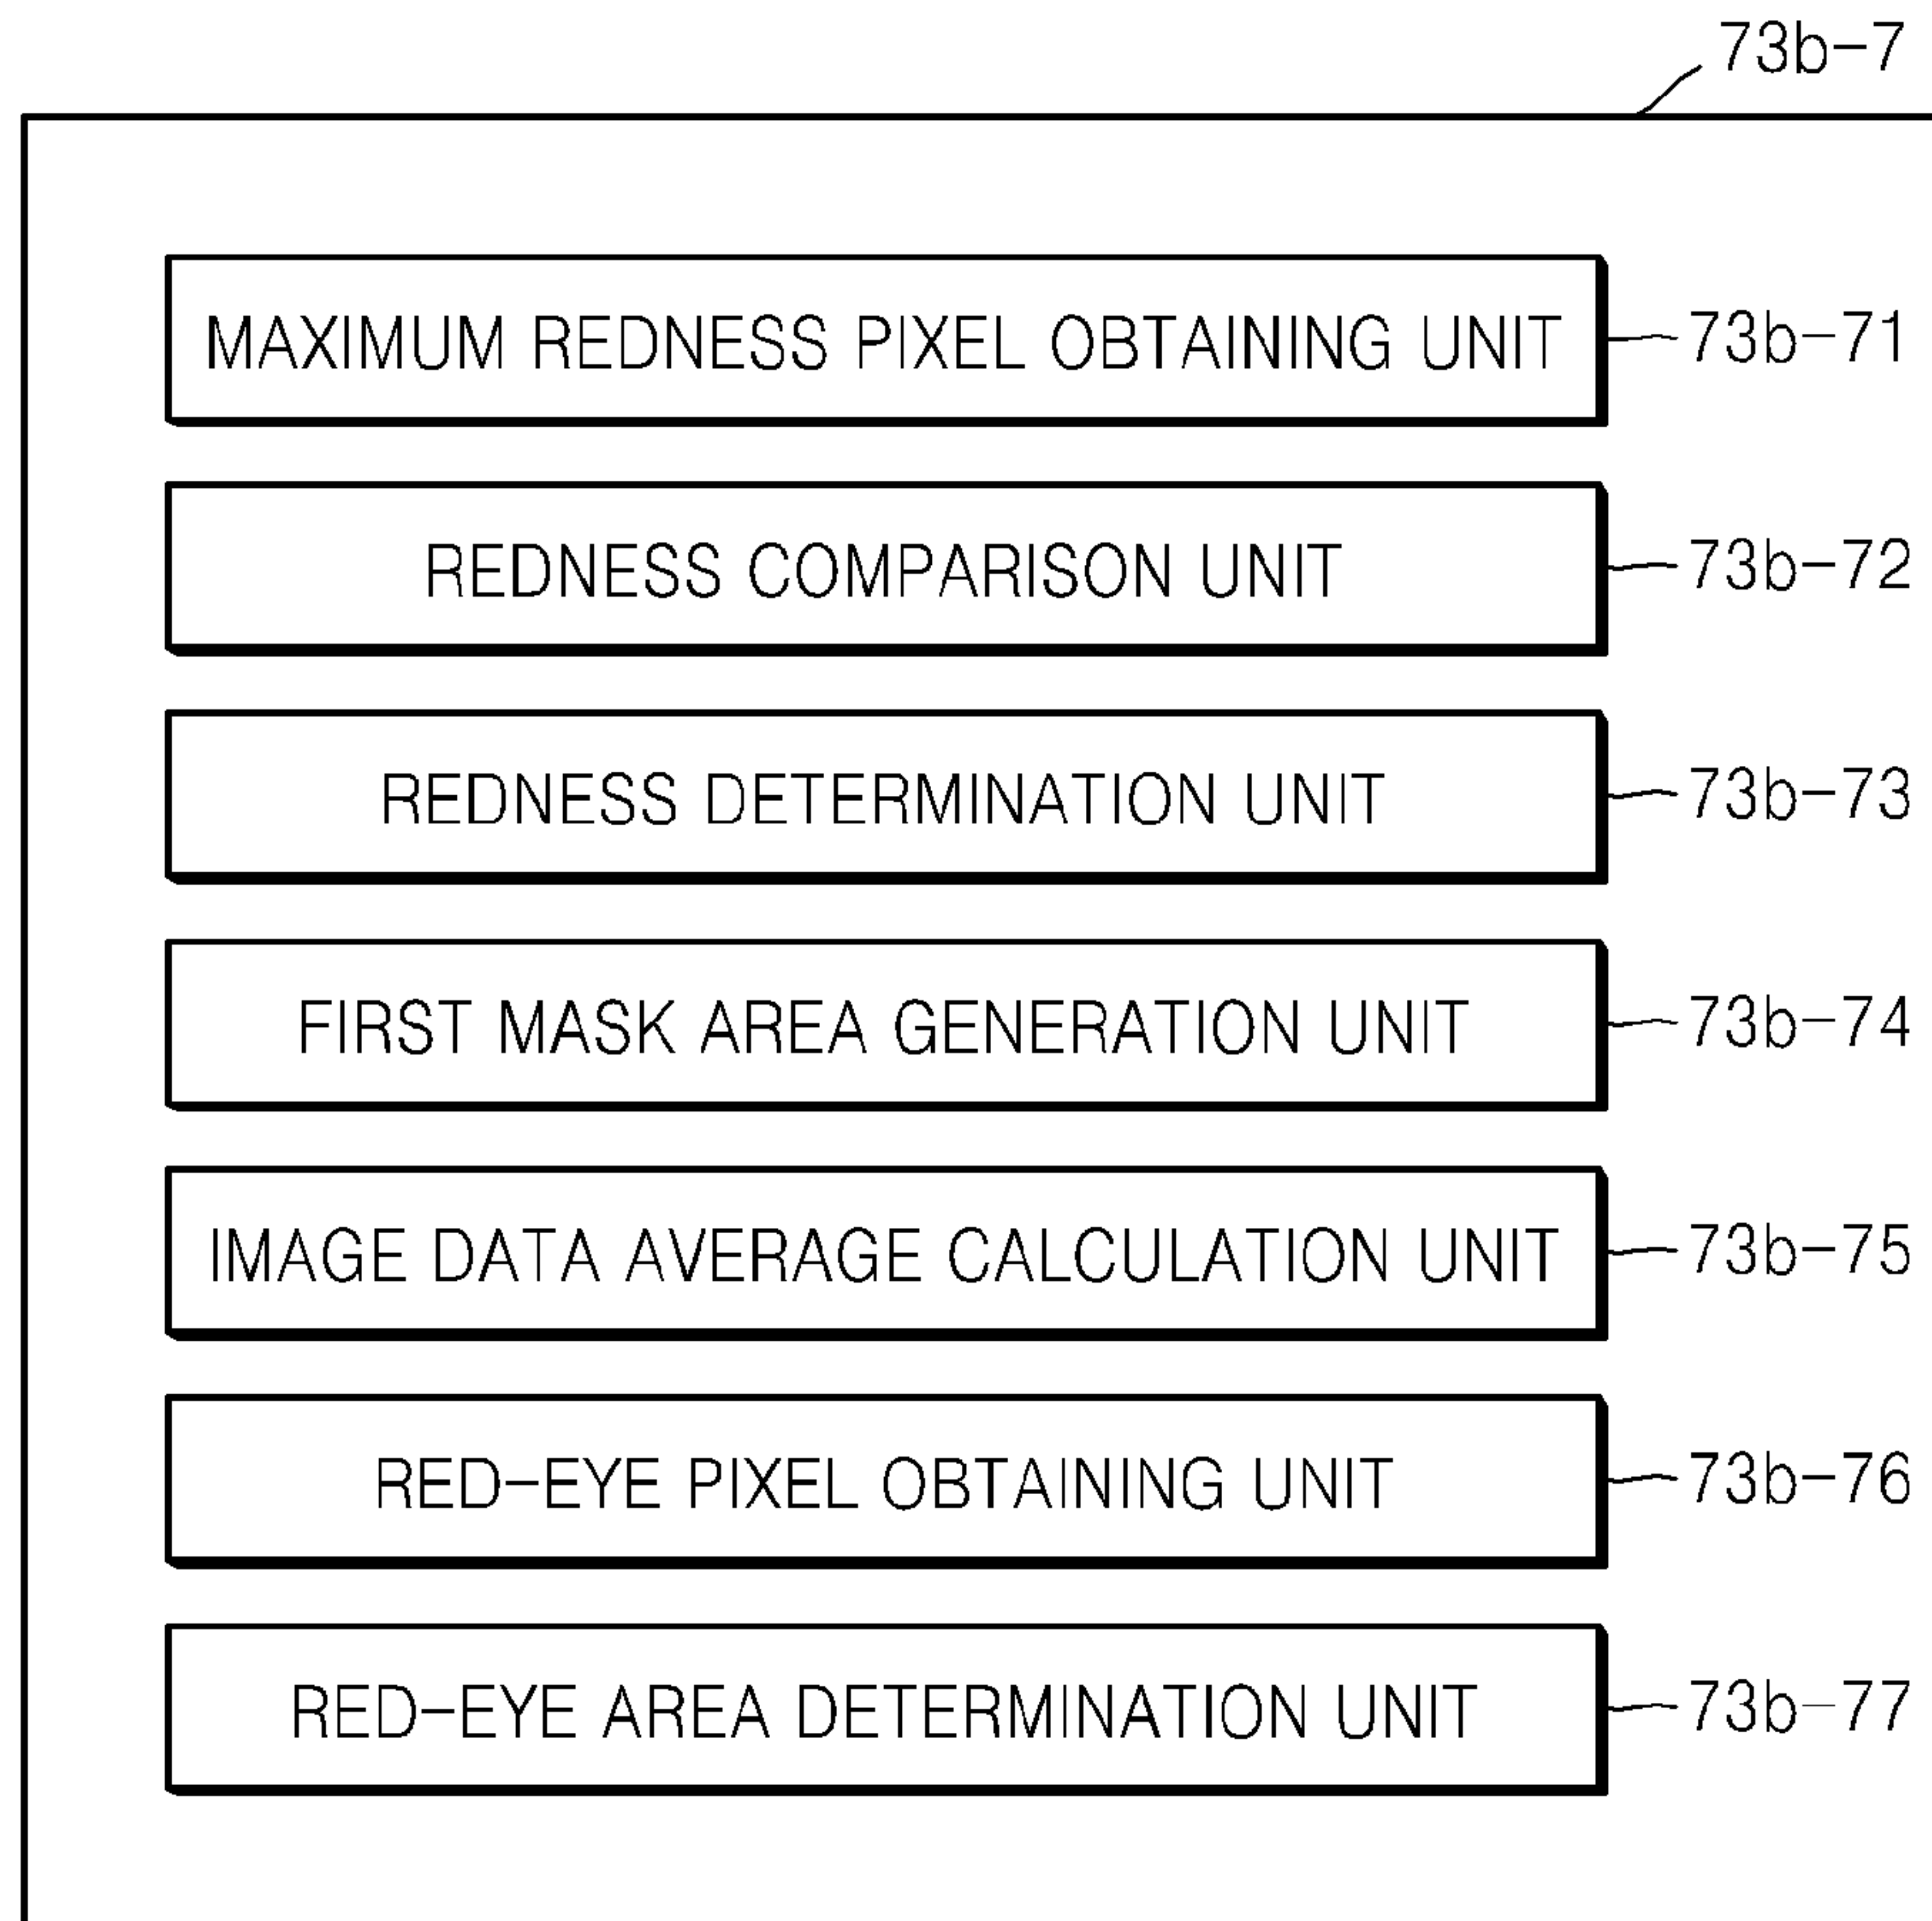 73b-7
MAXIMUM REDNESS PIXEL OBTAINING UNIT 73b-71
REDNESS COMPARISON UNIT 73b-72
REDNESS DETERMINATION UNIT 73b-73
FIRST MASK AREA GENERATION UNIT 73b-74
IMAGE DATA AVERAGE CALCULATION UNIT 73b-75
RED-EYE PIXEL OBTAINING UNIT 73b-76
RED-EYE AREA DETERMINATION UNIT 73b-77